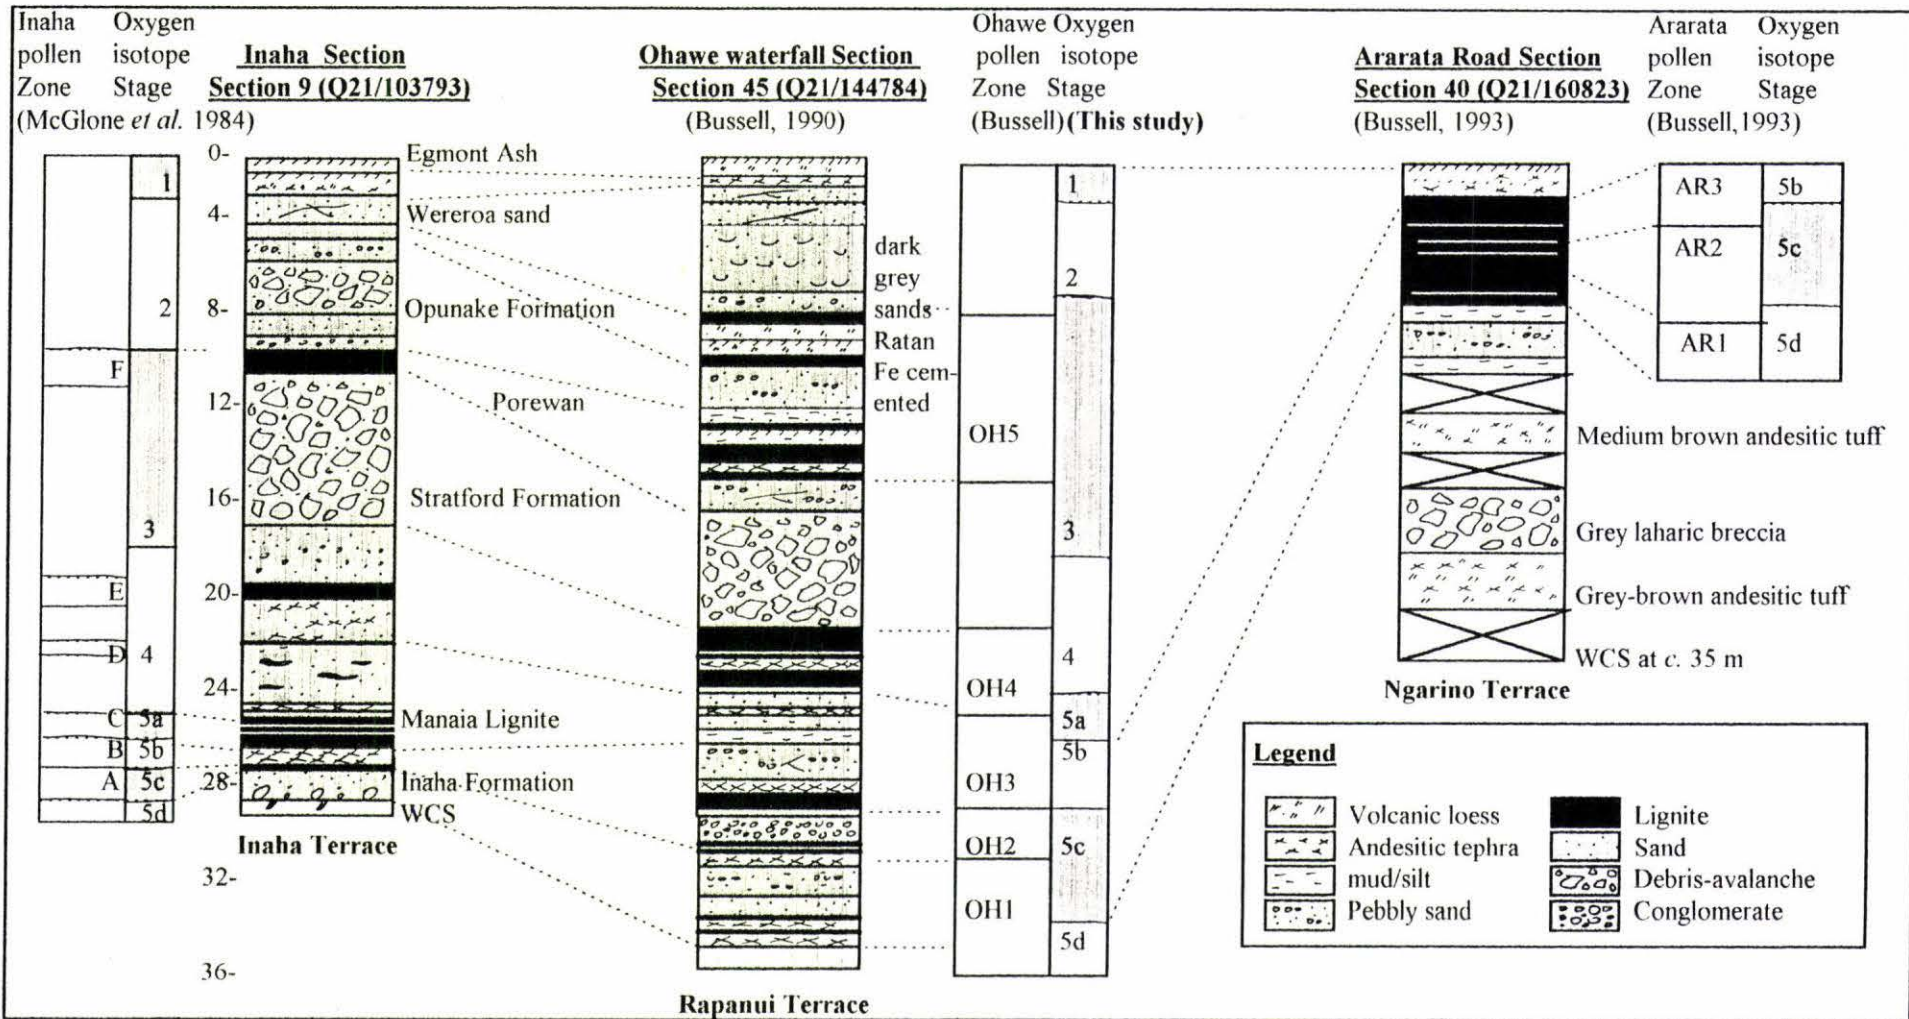 Inaha
pollen
Zone
Oxygen
isotope
Stage
(McGlone et al. 1984)
Inaha Section
Section 9 (Q21/103793)
Ohawe waterfall Section
Section 45 (Q21/144784)
(Bussell, 1990)
Ohawe
pollen
Zone
(Bussell)
Oxygen
isotope
Stage
(This study)
Ararata Road Section
Section 40 (Q21/160823)
(Bussell, 1993)
Ararata
pollen
Zone
Oxygen
isotope
Stage
(Bussell,1993)
F
E
D
C
B
A
1
2
3
4
5a
5b
5c
5d
0-
4-
8-
12-
16-
20-
24-
28-
32-
36-
Egmont Ash
Wereroa sand
Opunake Formation
Porewan
Stratford Formation
Manaia Lignite
Inaha Formation
WCS
Inaha Terrace
dark
grey
sands
Ratan
Fe cem-
ented
Rapanui Terrace
OH5
OH4
OH3
OH2
OH1
1
2
3
4
5a
5b
5c
5d
Medium brown andesitic tuff
Grey laharic breccia
Grey-brown andesitic tuff
WCS at c. 35 m
Ngarino Terrace
AR3
AR2
AR1
5b
5c
5d
Legend
Volcanic loess
Andesitic tephra
mud/silt
Pebbly sand
Lignite
Sand
Debris-avalanche
Conglomerate